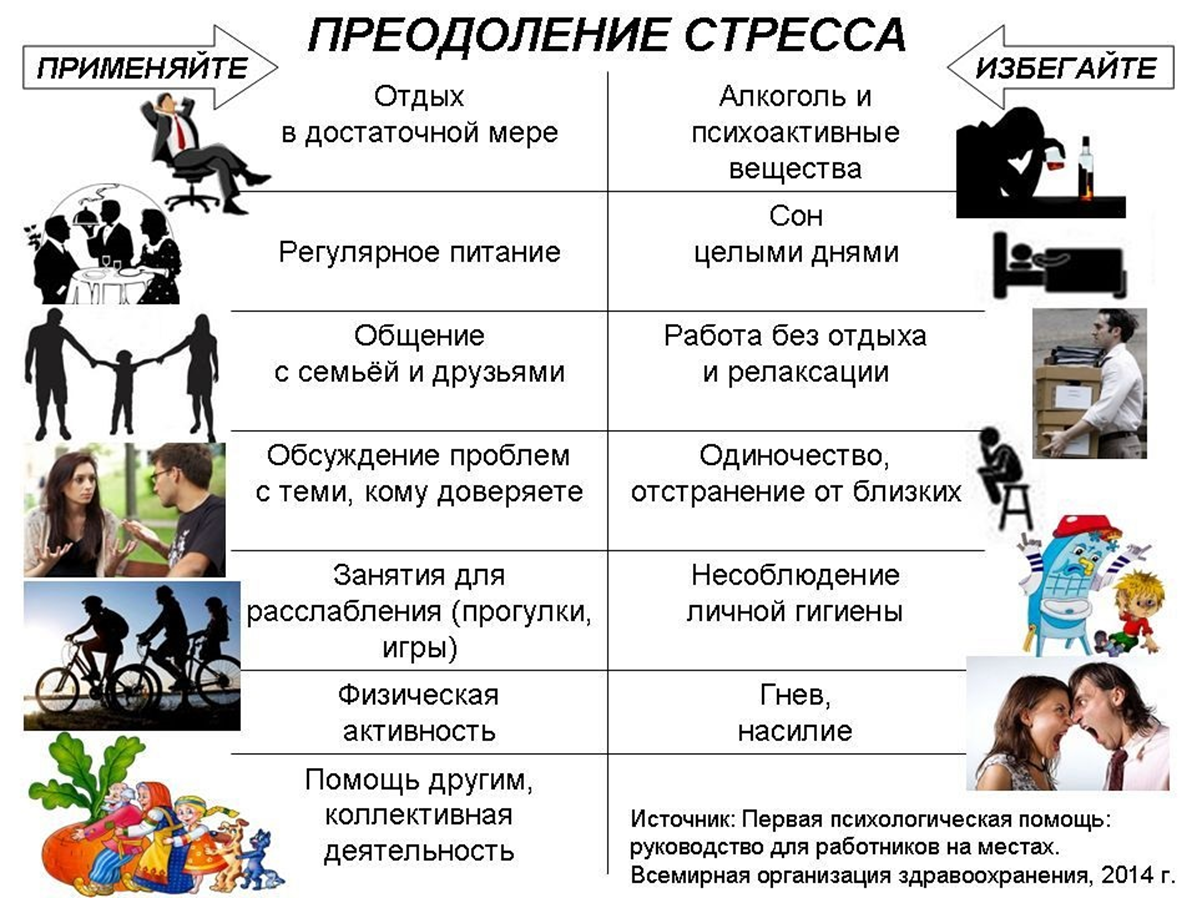 ПРЕОДОЛЕНИЕ СТРЕССА
ПРИМЕНЯЙТЕ
ИЗБЕГАЙТЕ
Отдых
в достаточной мере
Алкоголь и
психоактивные
вещества
Регулярное питание
Сон
целыми днями
Общение
с семьёй и друзьями
Работа без отдыха
и релаксации
Обсуждение проблем
с теми, кому доверяете
Одиночество,
отстранение от близких
Занятия для
расслабления (прогулки,
игры)
Несоблюдение
личной гигиены
Физическая
активность
Гнев,
насилие
Помощь другим,
коллективная
деятельность
Источник: Первая психологическая помощь:
руководство для работников на местах.
Всемирная организация здравоохранения, 2014 г.